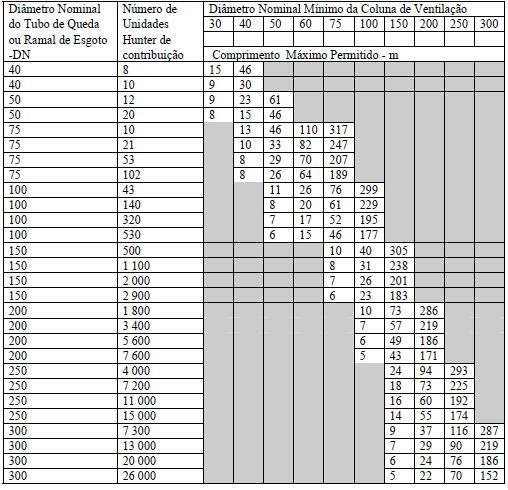 Diâmetro Nominal Número de Diâmetro Nominal Mínimo da Coluna de Ventilação
do Tubo de Queda Unidades 30 40 50 60 75 100 150 200 250 300
ou Ramal de Esgoto Hunter de
-DN contribuição Comprimento Máximo Permitido - m
40 8 15 46
40 10 9 30
50 12 9 23 61
50 20 8 15 46
75 10 13 46 110 317
75 21 10 33 82 247
75 53 8 29 70 207
75 102 8 26 64 189
100 43 11 26 76 299
100 140 8 20 61 229
100 320 7 17 52 195
100 530 6 15 46 177
150 500 10 40 305
150 1 100 8 31 238
150 2 000 7 26 201
150 2 900 6 23 183
200 1 800 10 73 286
200 3 400 7 57 219
200 5 600 6 49 186
200 7 600 5 43 171
250 4 000 24 94 293
250 7 200 18 73 225
250 11 000 16 60 192
250 15 000 14 55 174
300 7 300 9 37 116 287
300 13 000 7 29 90 219
300 20 000 6 24 76 186
300 26 000 5 22 70 152